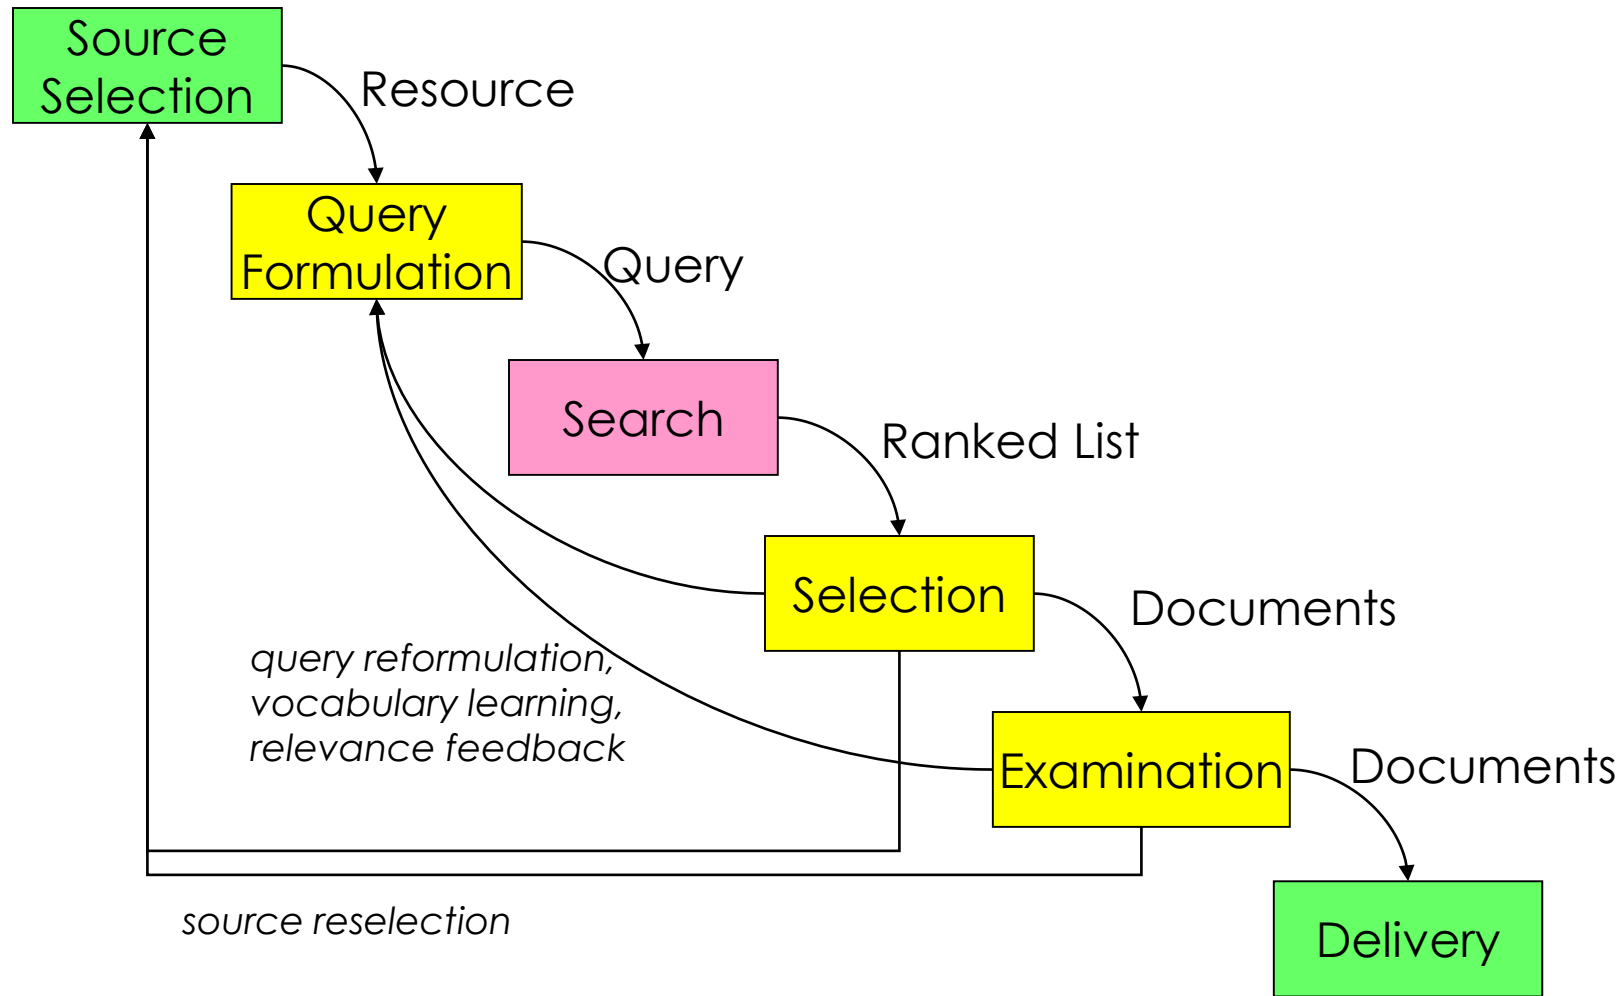 Source
Selection
Resource
Query
Formulation
Query
Search
Ranked List
Selection
Documents
query reformulation,
vocabulary learning,
relevance feedback
Examination
Documents
source reselection
Delivery